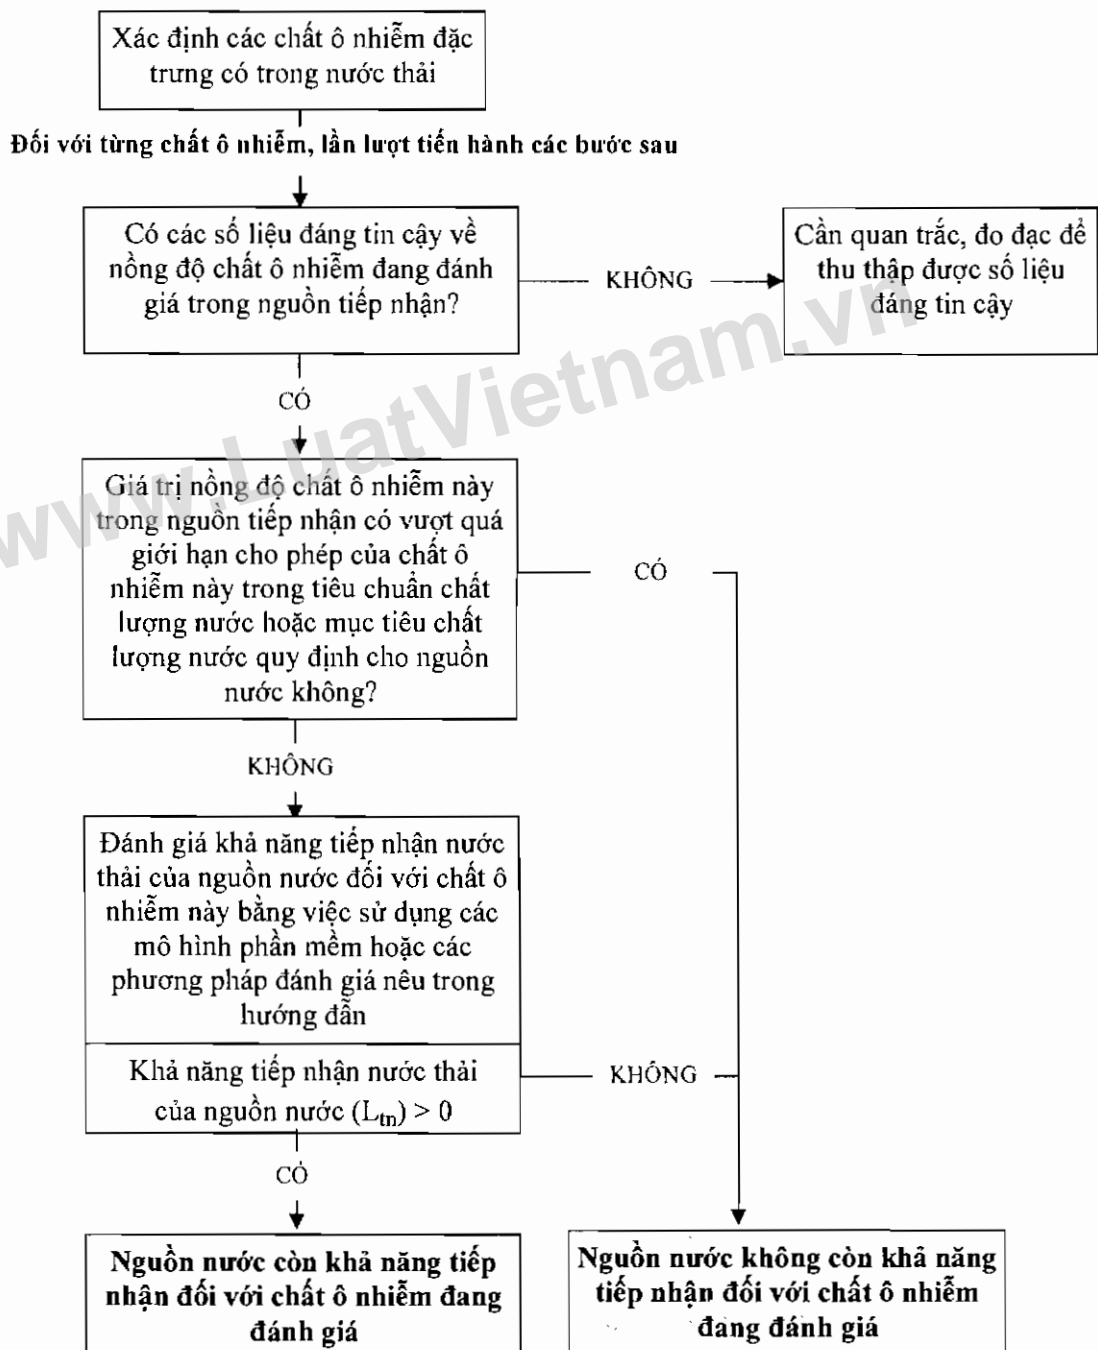 Xác định các chất ô nhiễm đặc
trưng có trong nước thải
Đối với từng chất ô nhiễm, lần lượt tiến hành các bước sau
Có các số liệu đáng tin cậy về
nồng độ chất ô nhiễm đang đánh
giá trong nguồn tiếp nhận?
KHÔNG
Cần quan trắc, đo đạc để
thu thập được số liệu
đáng tin cậy
CÓ
Giá trị nồng độ chất ô nhiễm này
trong nguồn tiếp nhận có vượt quá
giới hạn cho phép của chất ô
nhiễm này trong tiêu chuẩn chất
lượng nước hoặc mục tiêu chất
lượng nước quy định cho nguồn
nước không?
CÓ
KHÔNG
Đánh giá khả năng tiếp nhận nước
thải của nguồn nước đối với chất ô
nhiễm này bằng việc sử dụng các
mô hình phần mềm hoặc các
phương pháp đánh giá nêu trong
hướng dẫn
Khả năng tiếp nhận nước thải
của nguồn nước (Ltn) > 0
KHÔNG
CÓ
Nguồn nước còn khả năng tiếp
nhận đối với chất ô nhiễm đang
đánh giá
Nguồn nước không còn khả năng
tiếp nhận đối với chất ô nhiễm
đang đánh giá
www.LuatVietnam.vn